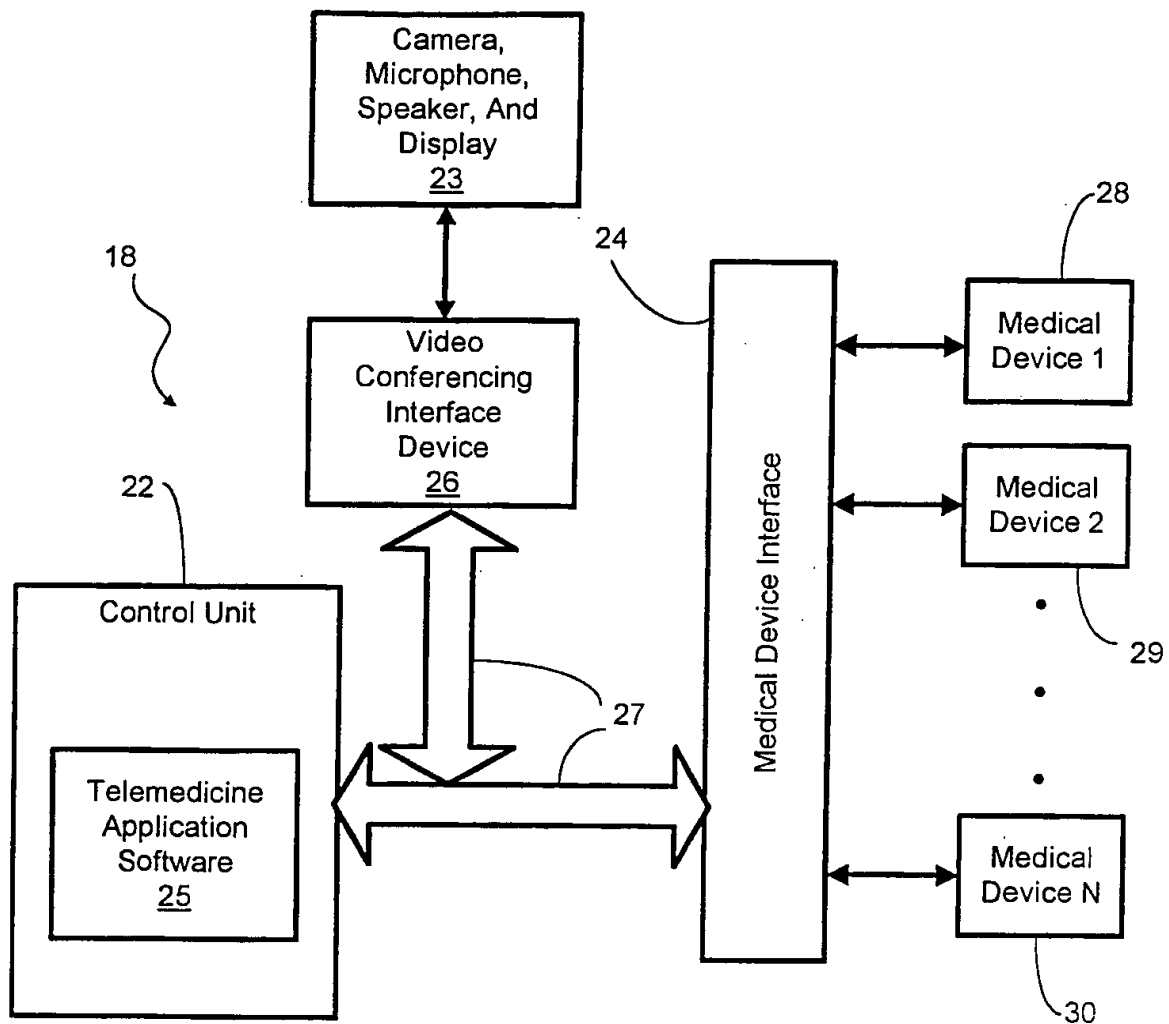 Camera,
Microphone,
Speaker, And
Display
23
28
24
18
Medical
Device 1
Video
Conferencing
Interface
Device
26
22
Medical
Device 2
Medical Device Interface
Control Unit
29
27
Telemedicine
Application
Software
25
Medical
Device N
30